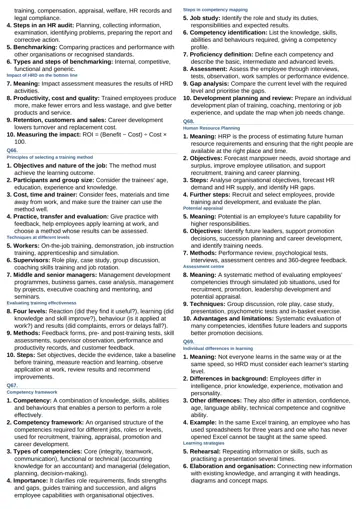 training, compensation, appraisal, welfare, HR records and
legal compliance.
4. Steps in an HR audit: Planning, collecting information,
examination, identifying problems, preparing the report and
corrective action.
5. Benchmarking: Comparing practices and performance with
other organisations or recognised standards.
6. Types and steps of benchmarking: Internal, competitive,
functional and generic.
Impact of HRD on the bottom line
7. Meaning: Impact assessment measures the results of HRD
activities.
8. Productivity, cost and quality: Trained employees produce
more, make fewer errors and less wastage, and give better
products and service.
9. Retention, customers and sales: Career development
lowers turnover and replacement cost.
10. Measuring the impact: ROI = (Benefit − Cost) ÷ Cost ×
100.
Q66.
Principles of selecting a training method
1. Objectives and nature of the job: The method must
achieve the learning outcome.
2. Participants and group size: Consider the trainees' age,
education, experience and knowledge.
3. Cost, time and trainer: Consider fees, materials and time
away from work, and make sure the trainer can use the
method well.
4. Practice, transfer and evaluation: Give practice with
feedback, help employees apply learning at work, and
choose a method whose results can be assessed.
Techniques at different levels
5. Workers: On-the-job training, demonstration, job instruction
training, apprenticeship and simulation.
6. Supervisors: Role play, case study, group discussion,
coaching skills training and job rotation.
7. Middle and senior managers: Management development
programmes, business games, case analysis, management
by projects, executive coaching and mentoring, and
seminars.
Evaluating training effectiveness
8. Four levels: Reaction (did they find it useful?), learning (did
knowledge and skill improve?), behaviour (is it applied at
work?) and results (did complaints, errors or delays fall?).
9. Methods: Feedback forms, pre- and post-training tests, skill
assessments, supervisor observation, performance and
productivity records, and customer feedback.
10. Steps: Set objectives, decide the evidence, take a baseline
before training, measure reaction and learning, observe
application at work, review results and recommend
improvements.
Q67.
Competency framework
1. Competency: A combination of knowledge, skills, abilities
and behaviours that enables a person to perform a role
effectively.
2. Competency framework: An organised structure of the
competencies required for different jobs, roles or levels,
used for recruitment, training, appraisal, promotion and
career development.
3. Types of competencies: Core (integrity, teamwork,
communication), functional or technical (accounting
knowledge for an accountant) and managerial (delegation,
planning, decision-making).
4. Importance: It clarifies role requirements, finds strengths
and gaps, guides training and succession, and aligns
employee capabilities with organisational objectives.
Steps in competency mapping
5. Job study: Identify the role and study its duties,
responsibilities and expected results.
6. Competency identification: List the knowledge, skills,
abilities and behaviours required, giving a competency
profile.
7. Proficiency definition: Define each competency and
describe the basic, intermediate and advanced levels.
8. Assessment: Assess the employee through interviews,
tests, observation, work samples or performance evidence.
9. Gap analysis: Compare the current level with the required
level and prioritise the gaps.
10. Development planning and review: Prepare an individual
development plan of training, coaching, mentoring or job
experience, and update the map when job needs change.
Q68.
Human Resource Planning
1. Meaning: HRP is the process of estimating future human
resource requirements and ensuring that the right people are
available at the right place and time.
2. Objectives: Forecast manpower needs, avoid shortage and
surplus, improve employee utilisation, and support
recruitment, training and career planning.
3. Steps: Analyse organisational objectives, forecast HR
demand and HR supply, and identify HR gaps.
4. Further steps: Recruit and select employees, provide
training and development, and evaluate the plan.
Potential appraisal
5. Meaning: Potential is an employee's future capability for
higher responsibilities.
6. Objectives: Identify future leaders, support promotion
decisions, succession planning and career development,
and identify training needs.
7. Methods: Performance review, psychological tests,
interviews, assessment centres and 360-degree feedback.
Assessment centre
8. Meaning: A systematic method of evaluating employees'
competencies through simulated job situations, used for
recruitment, promotion, leadership development and
potential appraisal.
9. Techniques: Group discussion, role play, case study,
presentation, psychometric tests and in-basket exercise.
10. Advantages and limitations: Systematic evaluation of
many competencies, identifies future leaders and supports
better promotion decisions.
Q69.
Individual differences in learning
1. Meaning: Not everyone learns in the same way or at the
same speed, so HRD must consider each learner's starting
level.
2. Differences in background: Employees differ in
intelligence, prior knowledge, experience, motivation and
personality.
3. Other differences: They also differ in attention, confidence,
age, language ability, technical competence and cognitive
ability.
4. Example: In the same Excel training, an employee who has
used spreadsheets for three years and one who has never
opened Excel cannot be taught at the same speed.
Learning strategies
5. Rehearsal: Repeating information or skills, such as
practising a presentation several times.
6. Elaboration and organisation: Connecting new information
with existing knowledge, and arranging it with headings,
diagrams and concept maps.